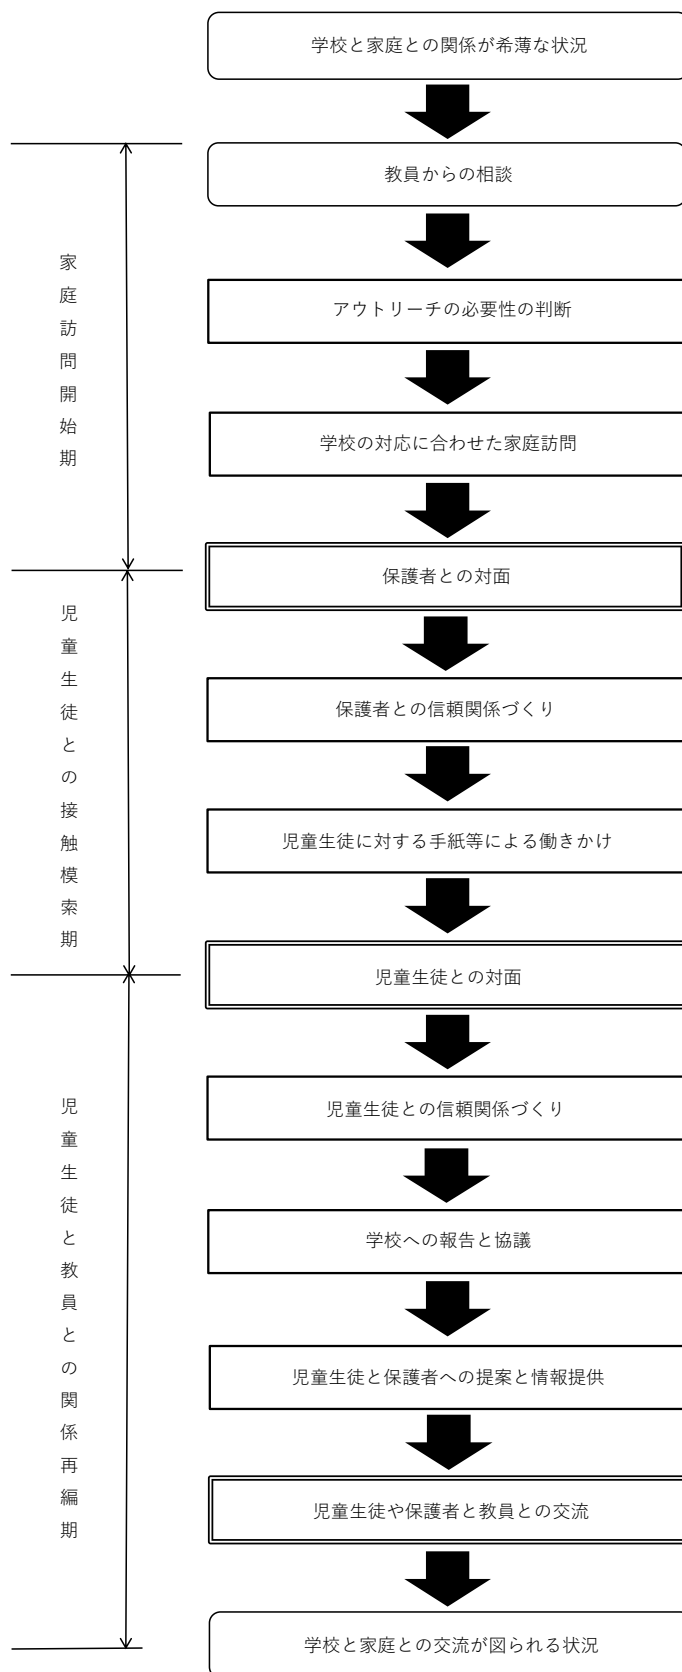 学校と家庭との関係が希薄な状況
教員からの相談
アウトリーチの必要性の判断
学校の対応に合わせた家庭訪問
保護者との対面
保護者との信頼関係づくり
児童生徒に対する手紙等による働きかけ
児童生徒との対面
児童生徒との信頼関係づくり
学校への報告と協議
児童生徒と保護者への提案と情報提供
児童生徒や保護者と教員との交流
学校と家庭との交流が図られる状況
家庭訪問開始期
児童生徒との接触模索期
児童生徒と教員との関係再編期